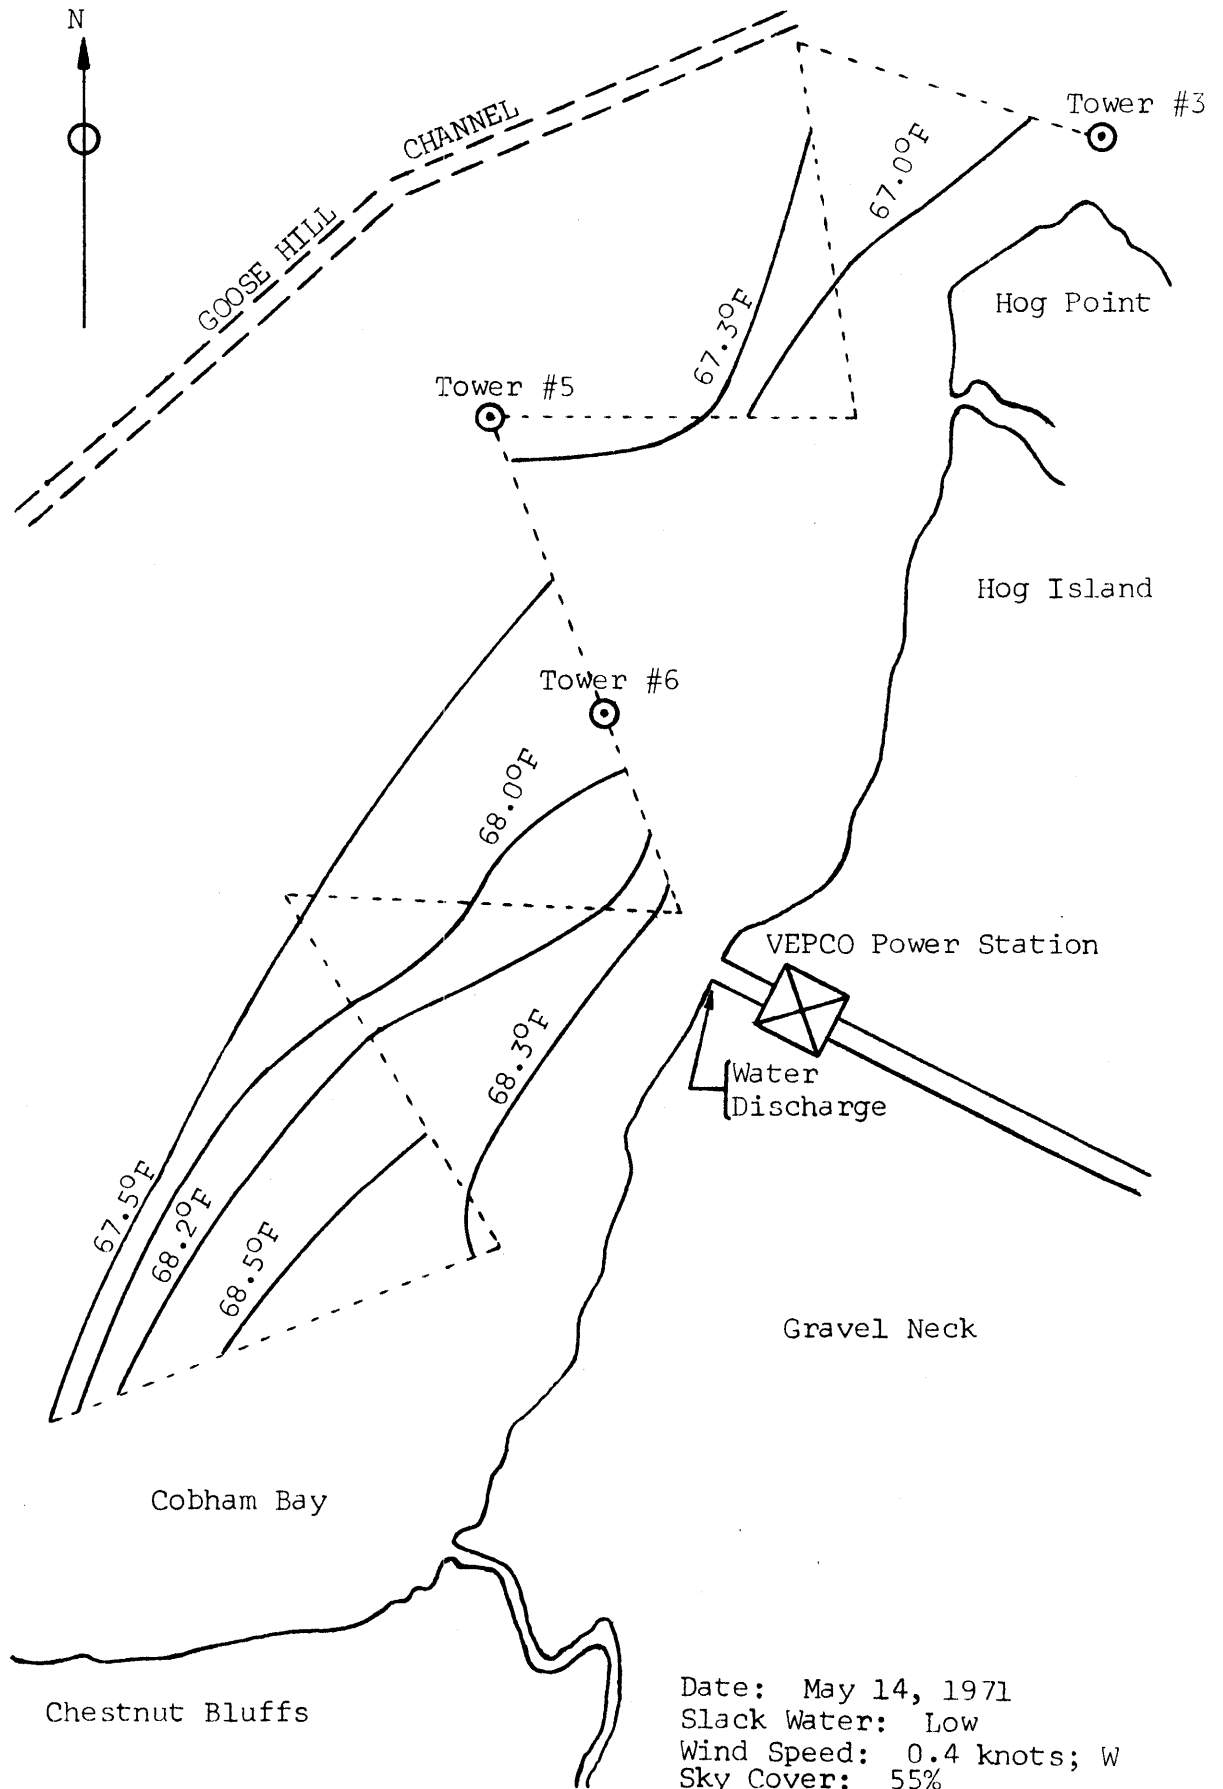 N
Tower #3
CHANNEL
67.0°F
GOOSE HILL
Hog Point
67.3°F
Tower #5
Hog Island
Tower #6
68.0°F
VEPCO Power Station
68.3°F
Water
Discharge
67.5°F
68.2°F
68.5°F
Gravel Neck
Cobham Bay
Chestnut Bluffs
Date: May 14, 1971
Slack Water: Low
Wind Speed: 0.4 knots; W
Sky Cover: 55%